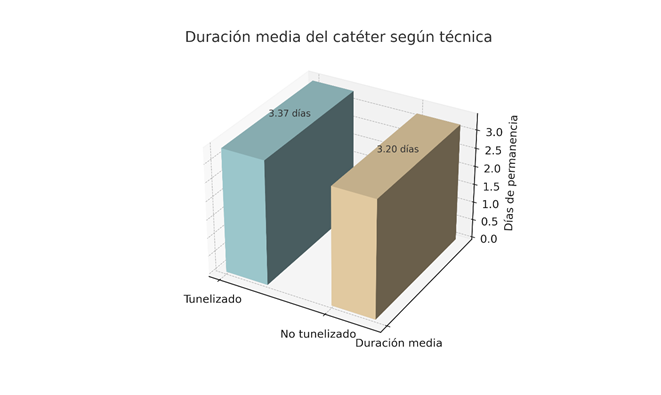 Duración media del catéter según técnica
3.37 días
3.20 días
3.0
2.5
2.0
1.5
1.0
0.5
0.0
Días de permanencia
Tunelizado
No tunelizado
Duración media